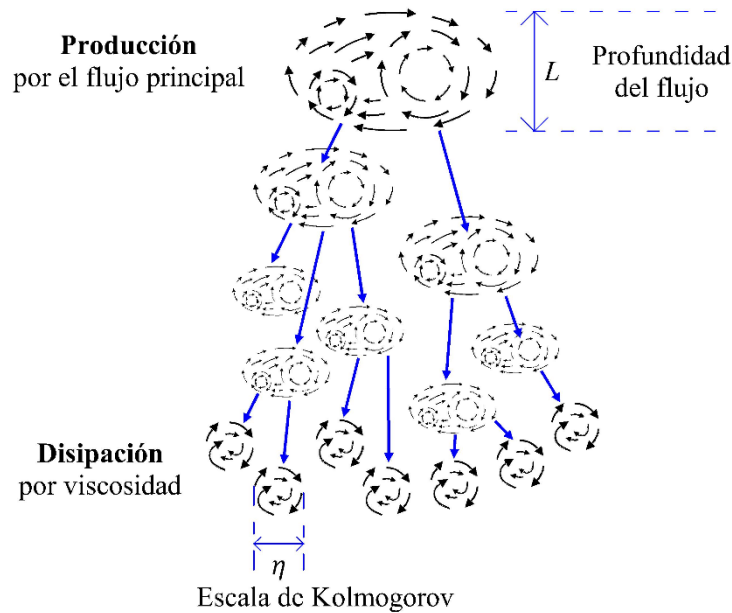 Producción
por el flujo principal
L
Profundidad
del flujo
Disipación
por viscosidad
η
Escala de Kolmogorov